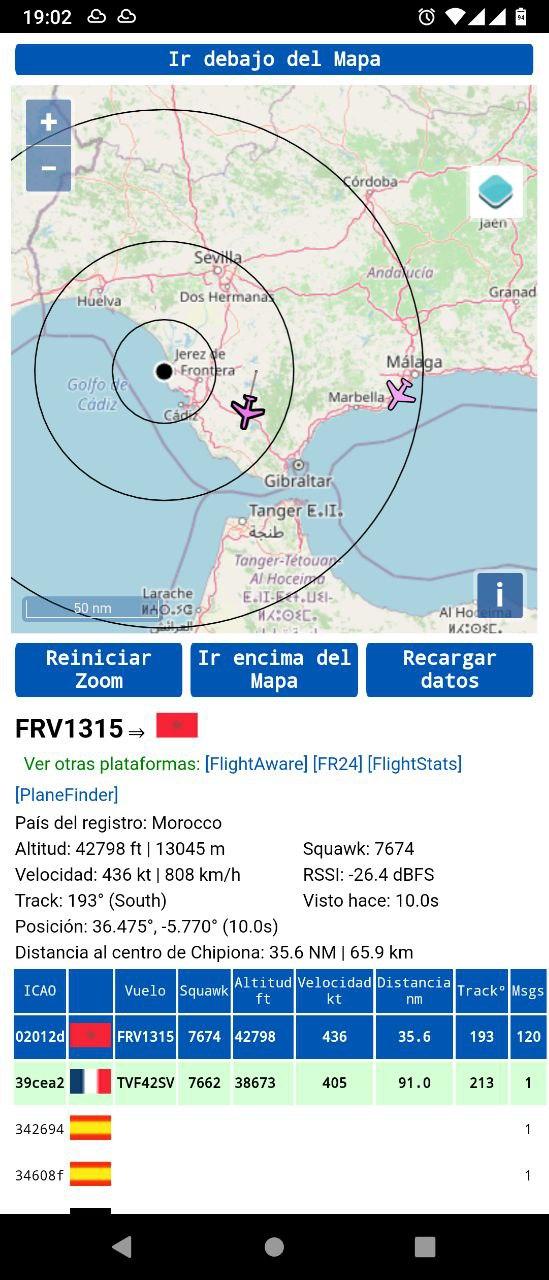 19:02
94
Ir debajo del Mapa
+
−
Córdoba
Jaén
Sevilla
Andalucía
Huelva
Dos Hermanas
Granad
Jerez de
Frontera
Málaga
Golfo de
Cádiz
Cádiz
Marbella
Gibraltar
Tanger
طنجة
Tanger-Tétouan-
Al Hoceima
Larache
العرائش
Al Ho
50 nm
i
Reiniciar
Zoom
Ir encima del
Mapa
Recargar
datos
FRV1315 ⇒
Ver otras plataformas: [FlightAware] [FR24] [FlightStats]
[PlaneFinder]
País del registro: Morocco
Altitud: 42798 ft | 13045 m Squawk: 7674
Velocidad: 436 kt | 808 km/h RSSI: -26.4 dBFS
Track: 193° (South) Visto hace: 10.0s
Posición: 36.475°, -5.770° (10.0s)
Distancia al centro de Chipiona: 35.6 NM | 65.9 km
ICAO Vuelo Squawk Altitud ft Velocidad kt Distancia nm Track° Msgs
02012d FRV1315 7674 42798 436 35.6 193 120
39cea2 TVF42SV 7662 38673 405 91.0 213 1
342694 1
34608f 1